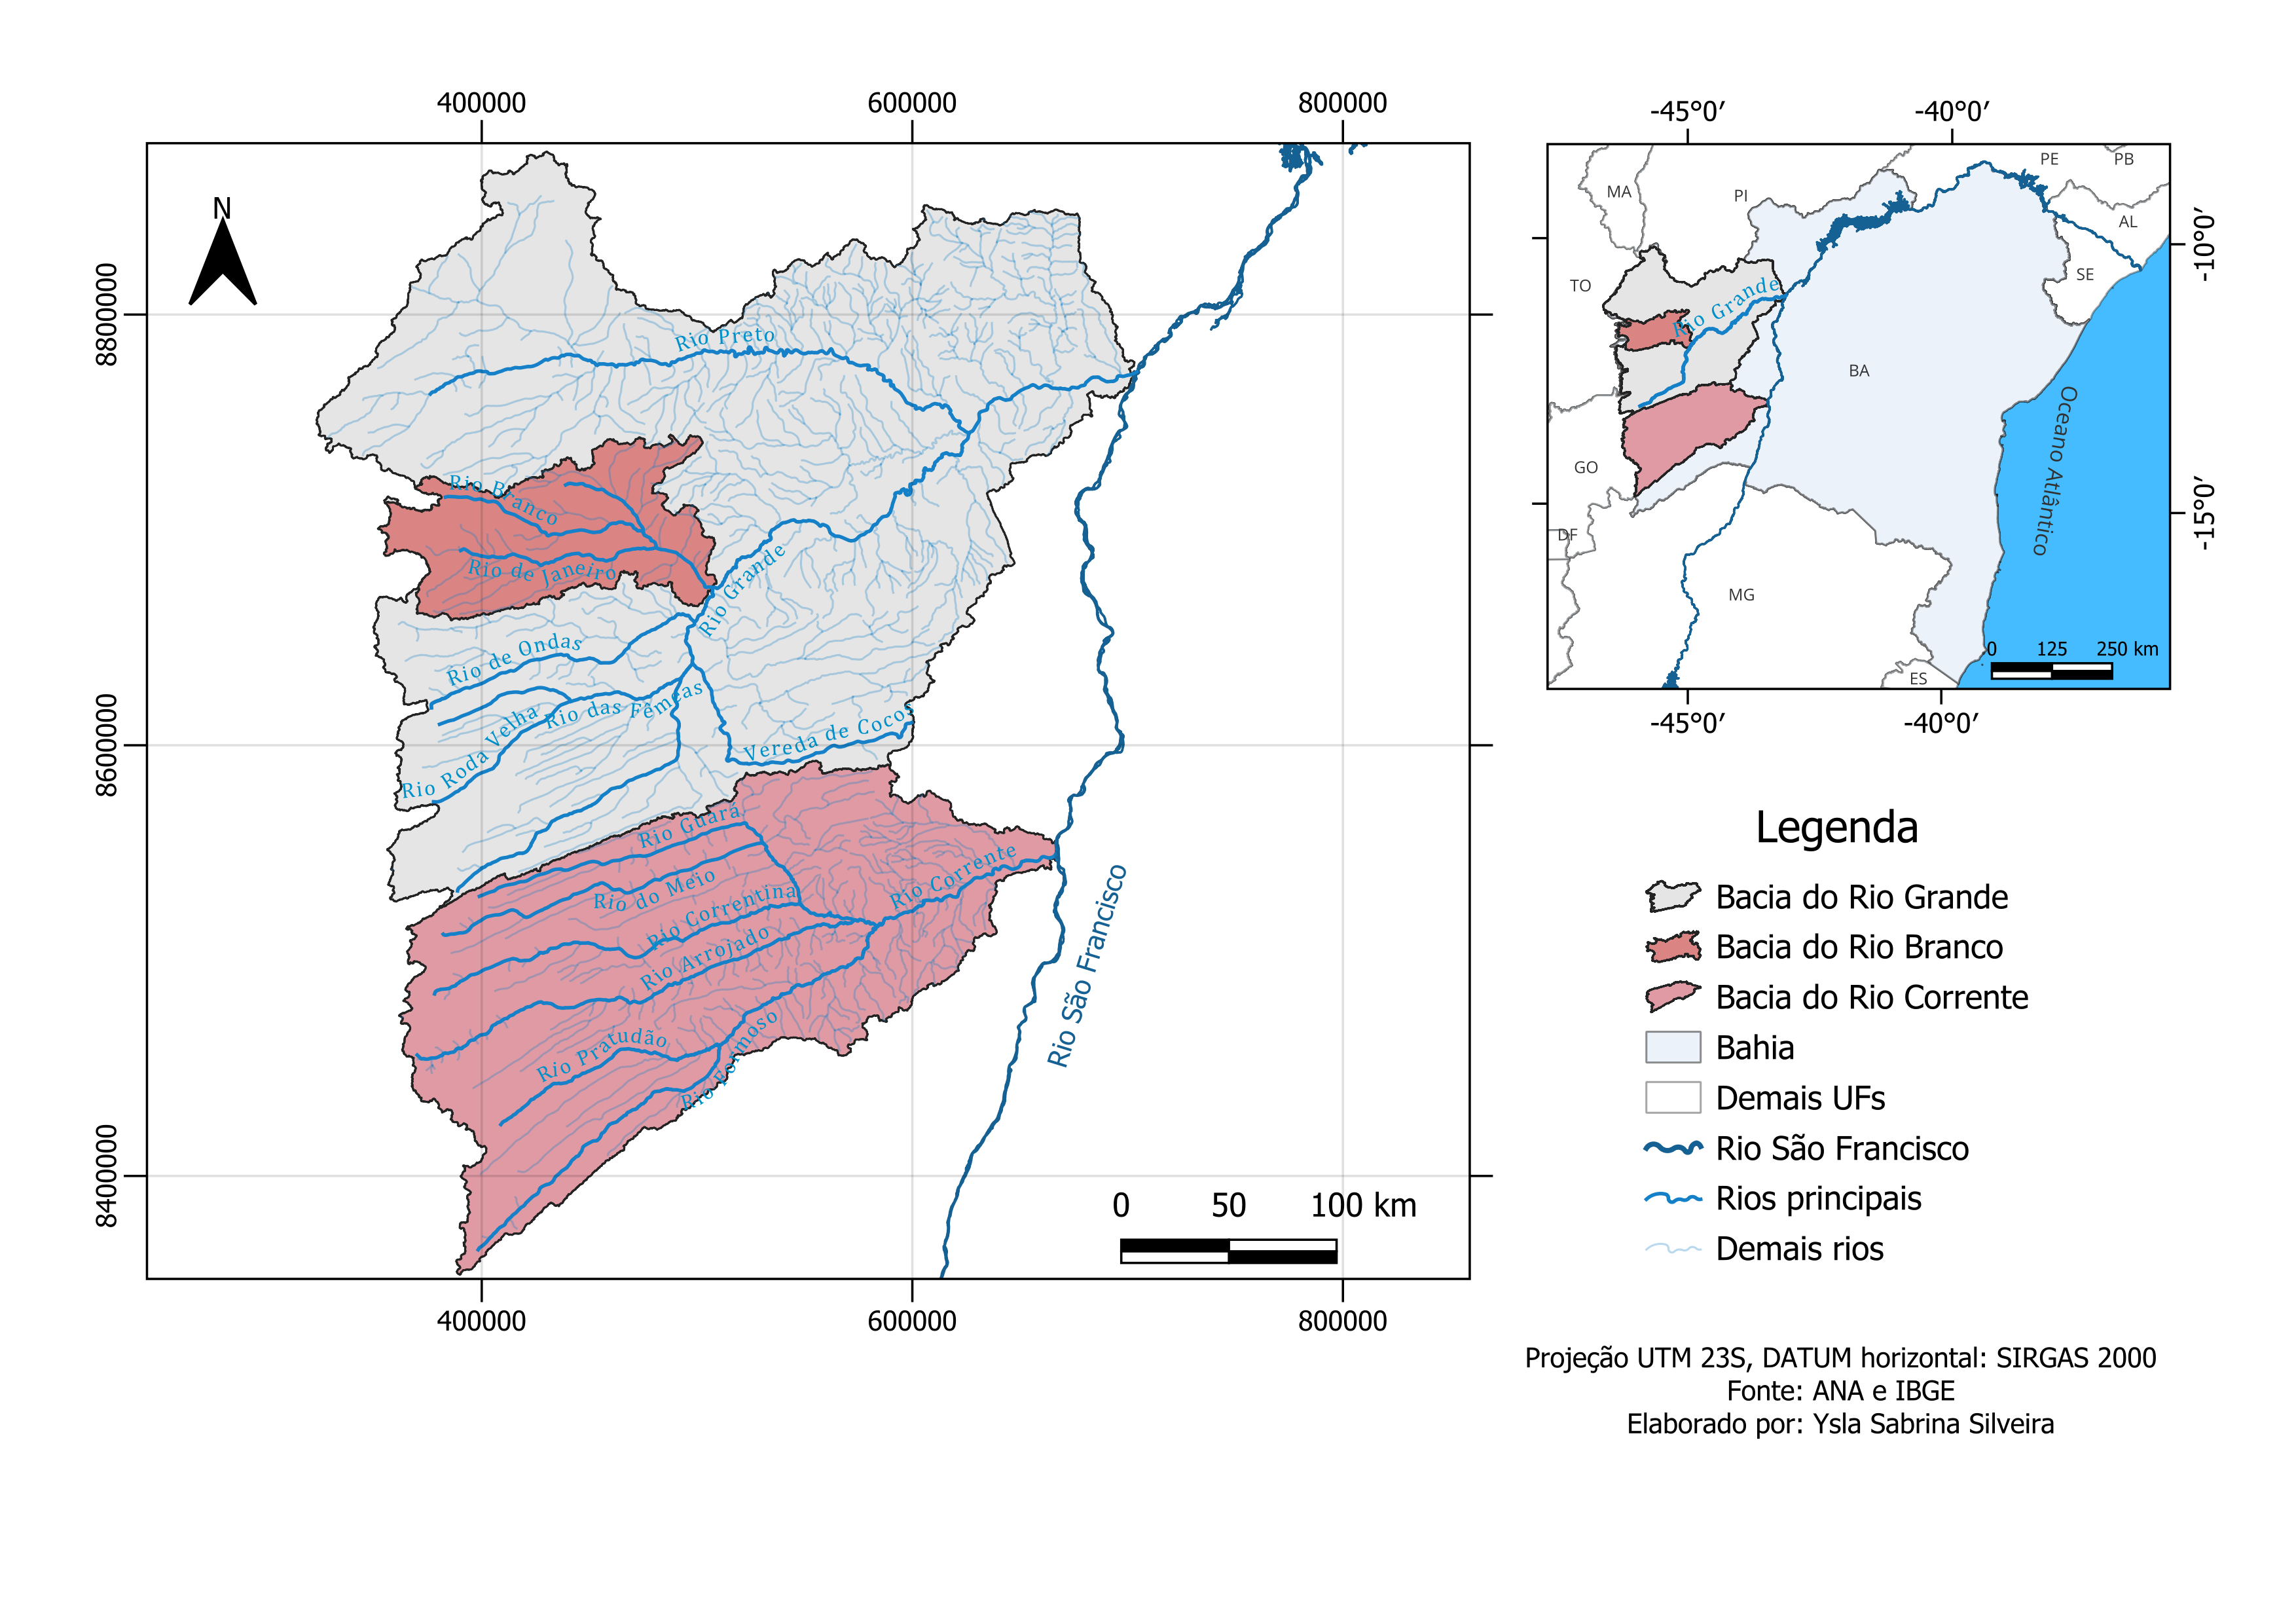 400000
600000
800000
N
8800000
8600000
8400000
Rio Preto
Rio Branco
Rio de Janeiro
Rio Grande
Rio de Ondas
Rio das Fêmeas
Rio Roda Velha
Vereda de Cocos
Rio Guará
Rio do Meio
Rio Correntina
Rio Corrente
Rio Arrojado
Rio Pratudão
Rio Formoso
Rio São Francisco
0 50 100 km
400000
600000
800000
-45°0′
-40°0′
MA
PI
PE
PB
AL
SE
TO
Rio Grande
BA
GO
DF
MG
ES
Oceano Atlântico
-10°0′
-15°0′
0 125 250 km
-45°0′
-40°0′
Legenda
Bacia do Rio Grande
Bacia do Rio Branco
Bacia do Rio Corrente
Bahia
Demais UFs
Rio São Francisco
Rios principais
Demais rios
Projeção UTM 23S, DATUM horizontal: SIRGAS 2000
Fonte: ANA e IBGE
Elaborado por: Ysla Sabrina Silveira